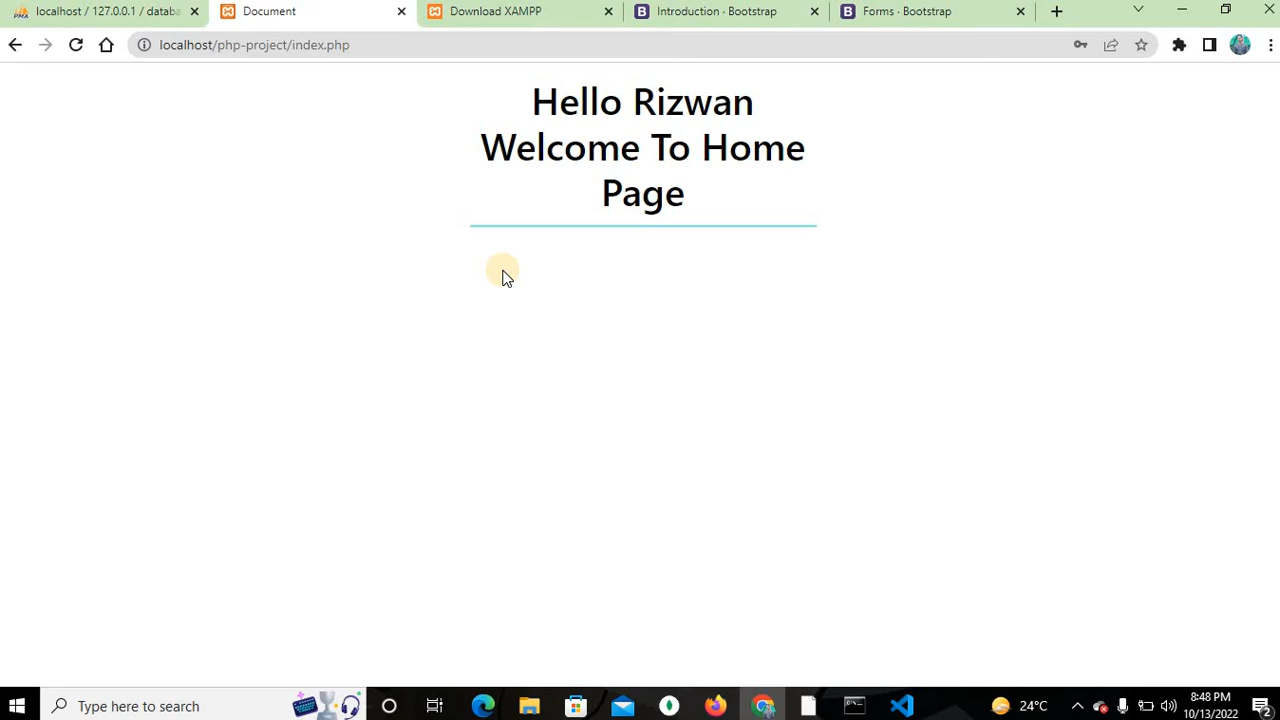 localhost / 127.0.0.1 / databa
Document
Download XAMPP
Introduction · Bootstrap
Forms · Bootstrap
localhost/php-project/index.php
Hello Rizwan
Welcome To Home
Page
Type here to search
24°C
8:48 PM
10/13/2022
2